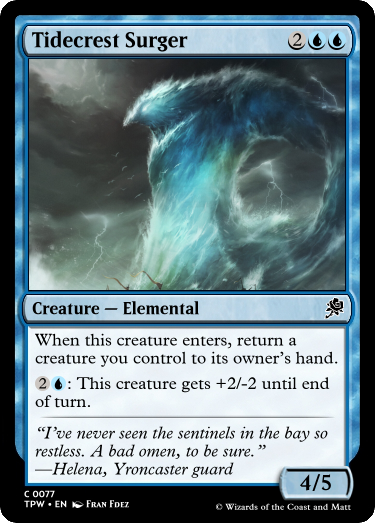 Tidecrest Surger 2
Creature — Elemental
When this creature enters, return a
creature you control to its owner's hand.
2: This creature gets +2/-2 until end
of turn.
"I've never seen the sentinels in the bay so
restless. A bad omen, to be sure."
—Helena, Yroncaster guard
4/5
C 0077
TPW • EN Fran Fdez
© Wizards of the Coast and Matt